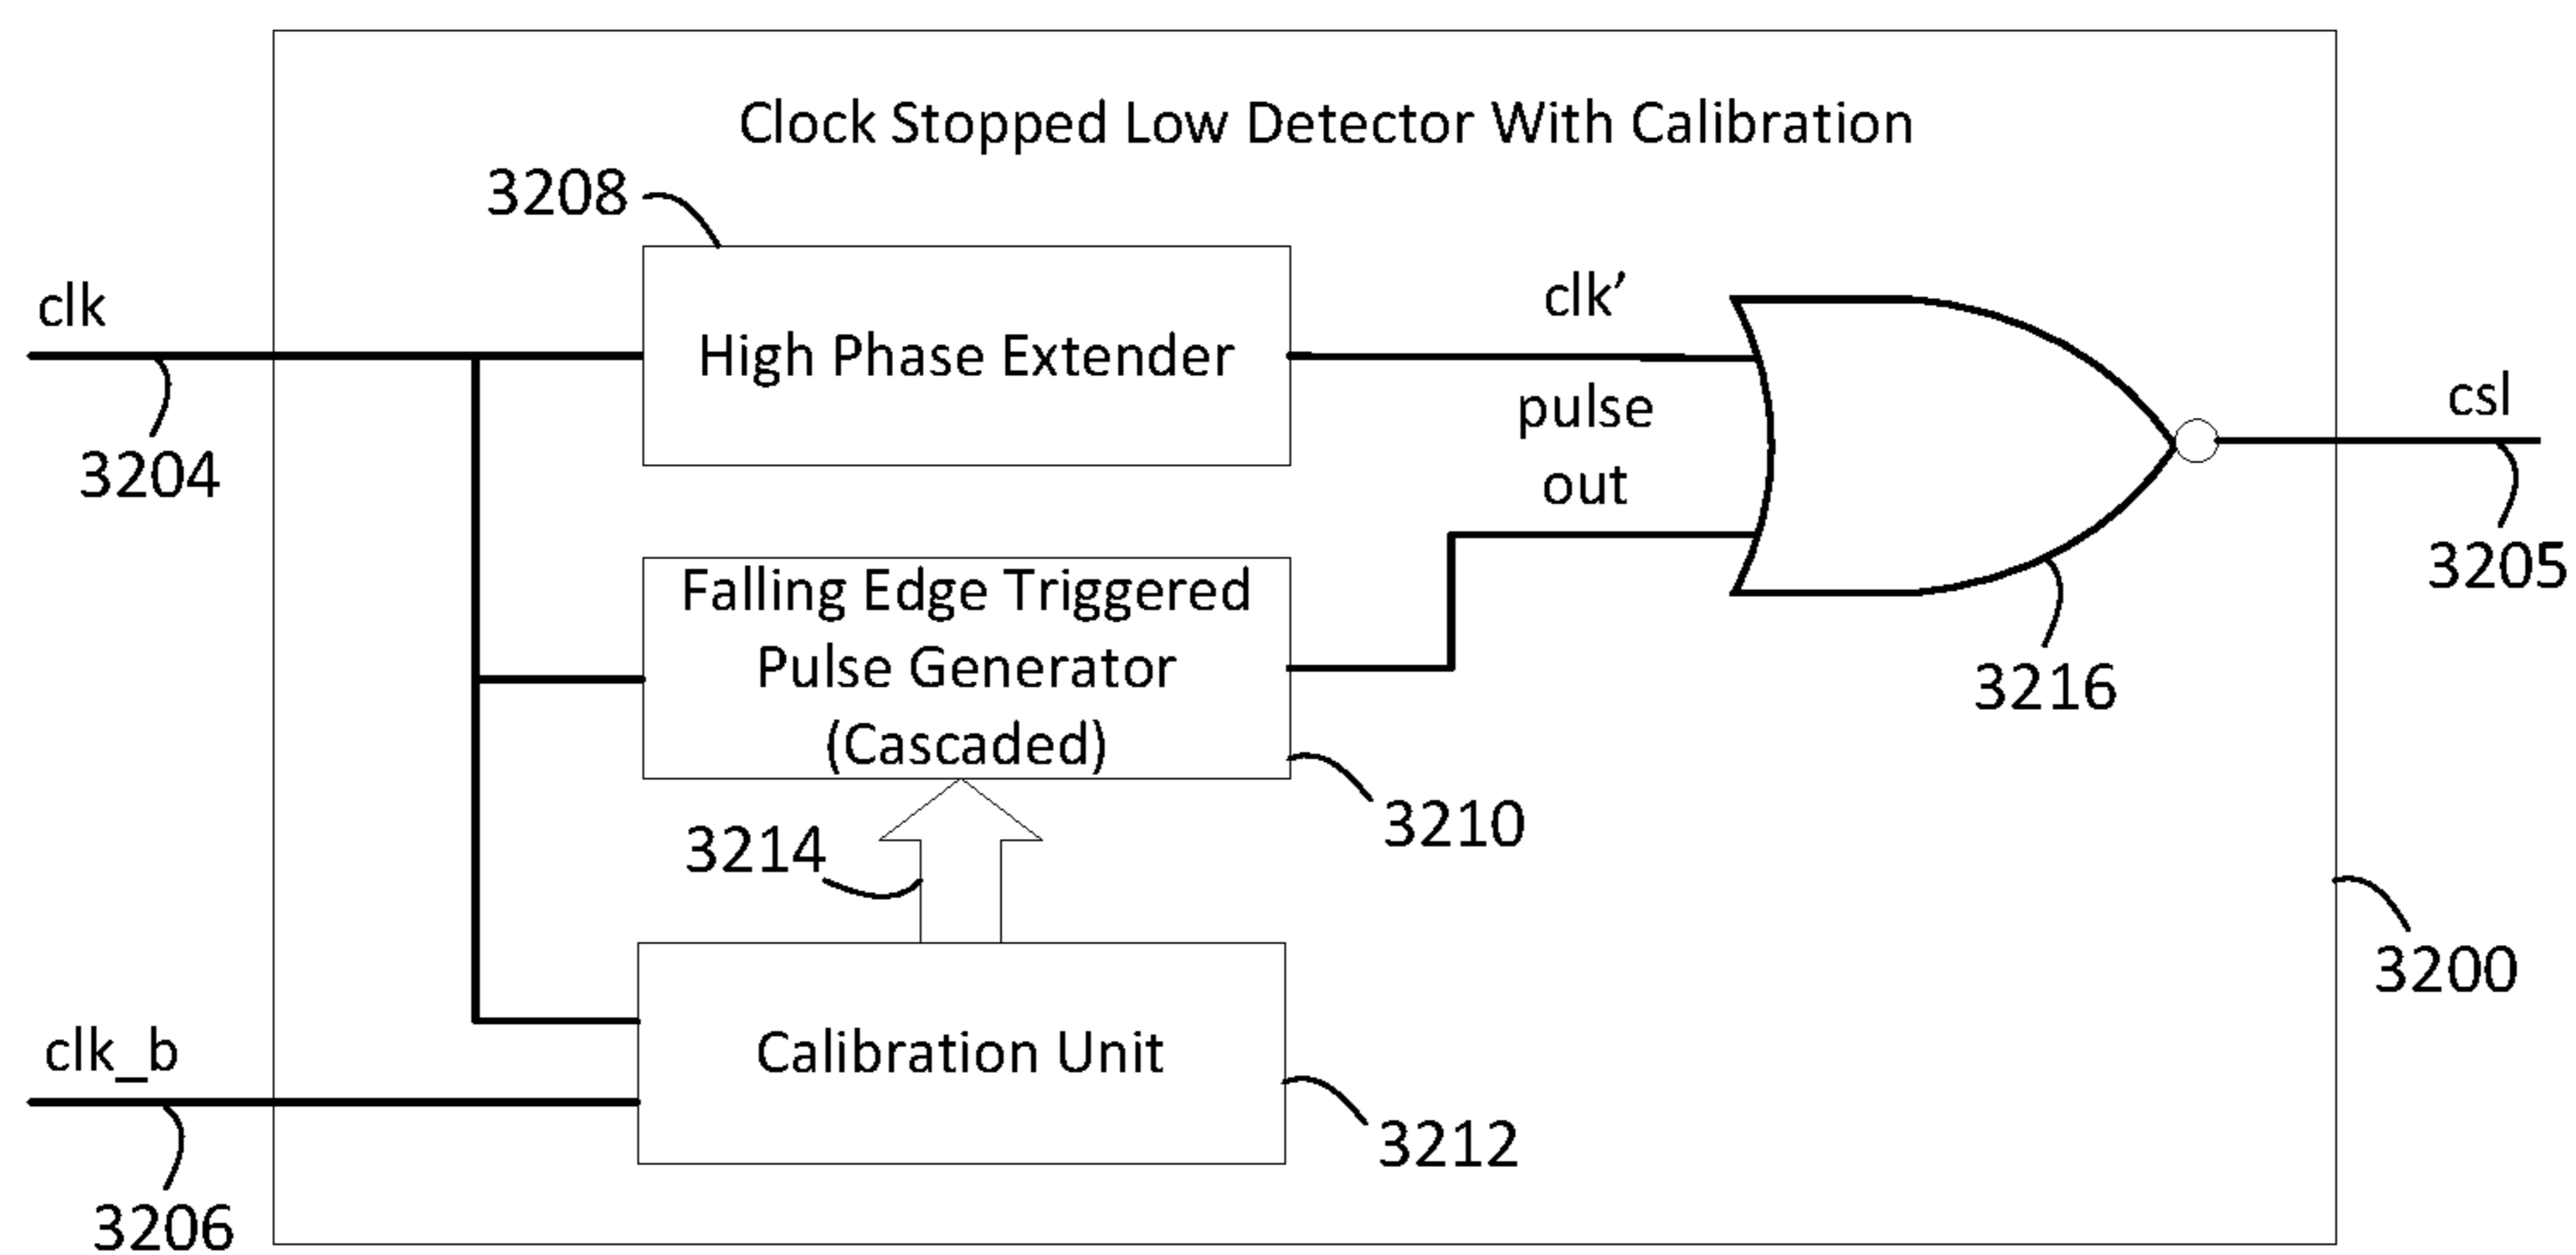 Clock Stopped Low Detector With Calibration
3208
clk
High Phase Extender
clk’
pulse
out
csl
3204
3205
Falling Edge Triggered
Pulse Generator
(Cascaded)
3216
3210
3214
3200
clk_b
Calibration Unit
3212
3206